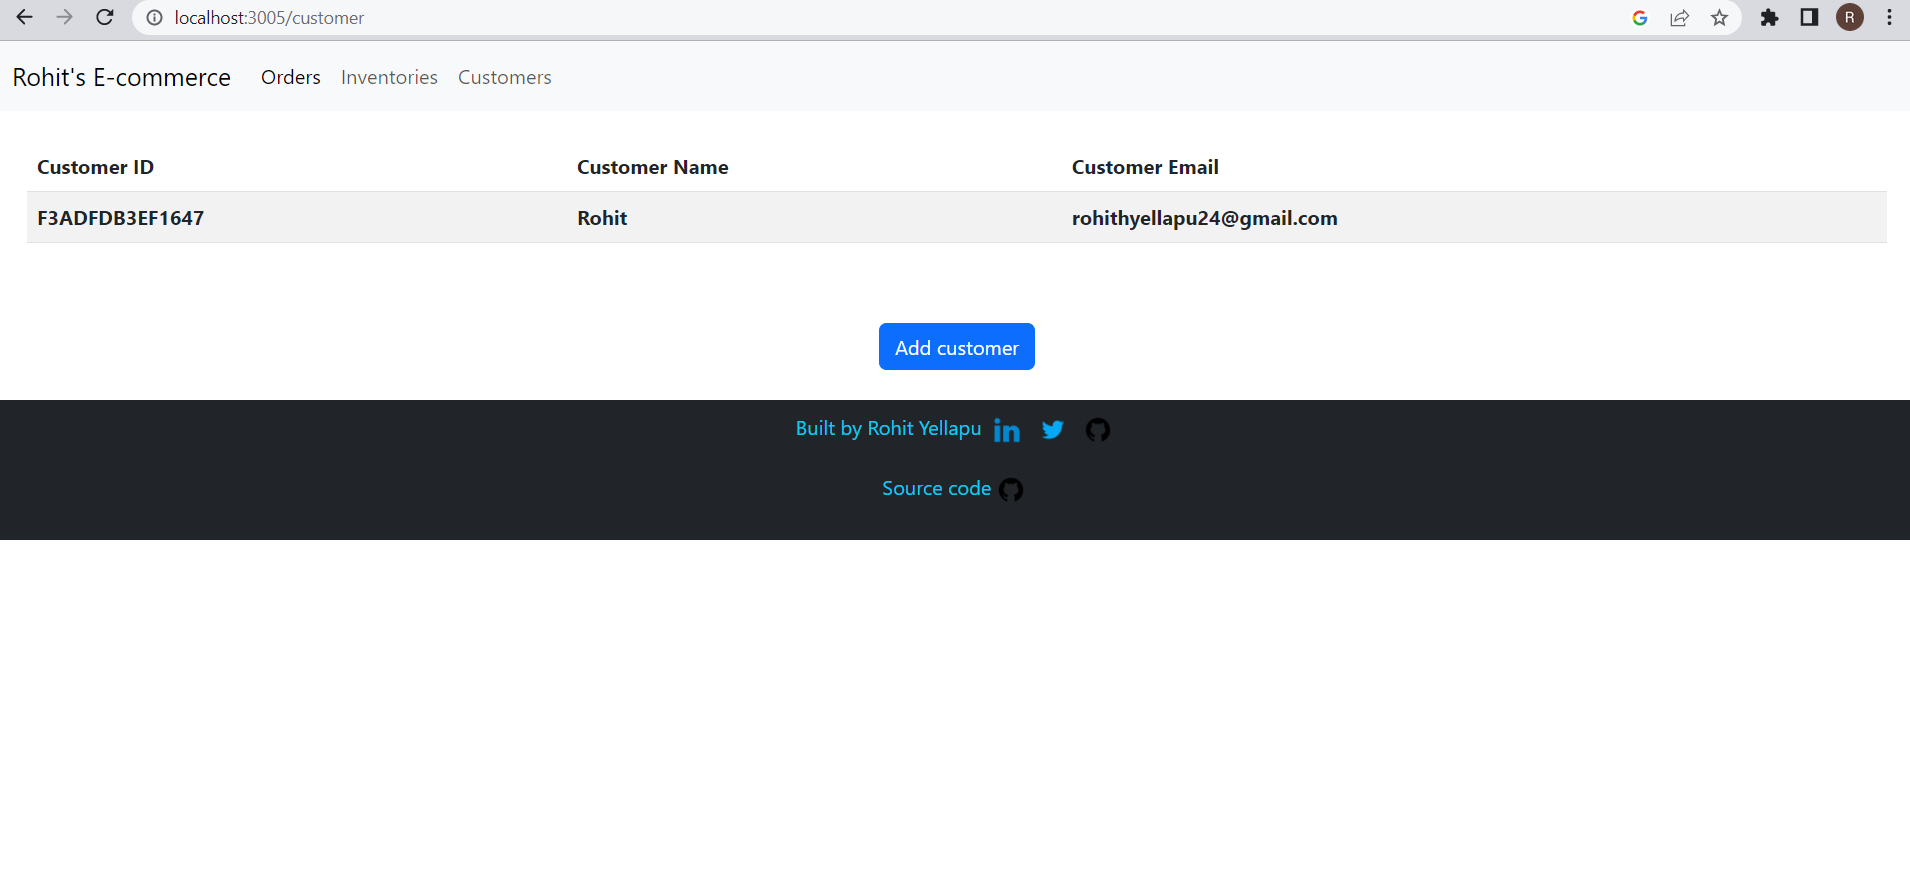 localhost:3005/customer
R
Rohit's E-commerce Orders Inventories Customers
Customer ID Customer Name Customer Email
F3ADFDB3EF1647 Rohit rohithyellapu24@gmail.com
Add customer
Built by Rohit Yellapu in
Source code